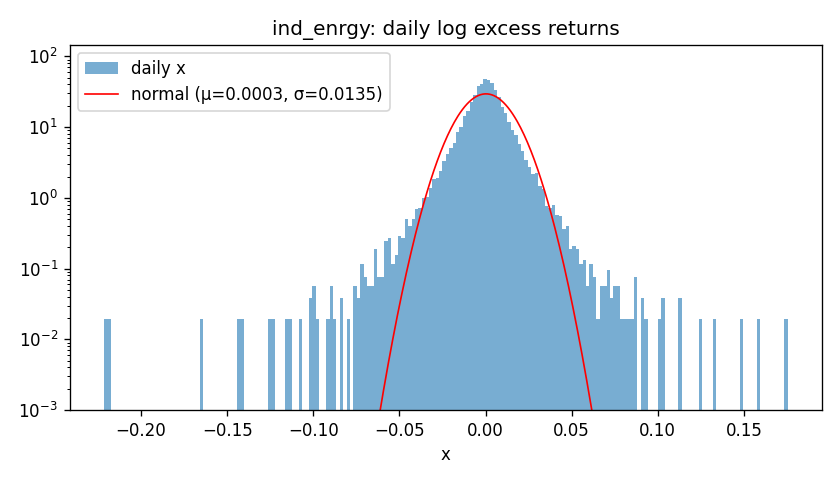 ind_enrgy: daily log excess returns
daily x
normal (μ=0.0003, σ=0.0135)
10²
10¹
10⁰
10⁻¹
10⁻²
10⁻³
−0.20 −0.15 −0.10 −0.05 0.00 0.05 0.10 0.15
x